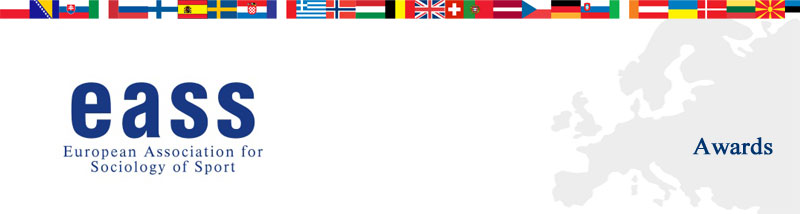 eass
European Association for
Sociology of Sport
Awards